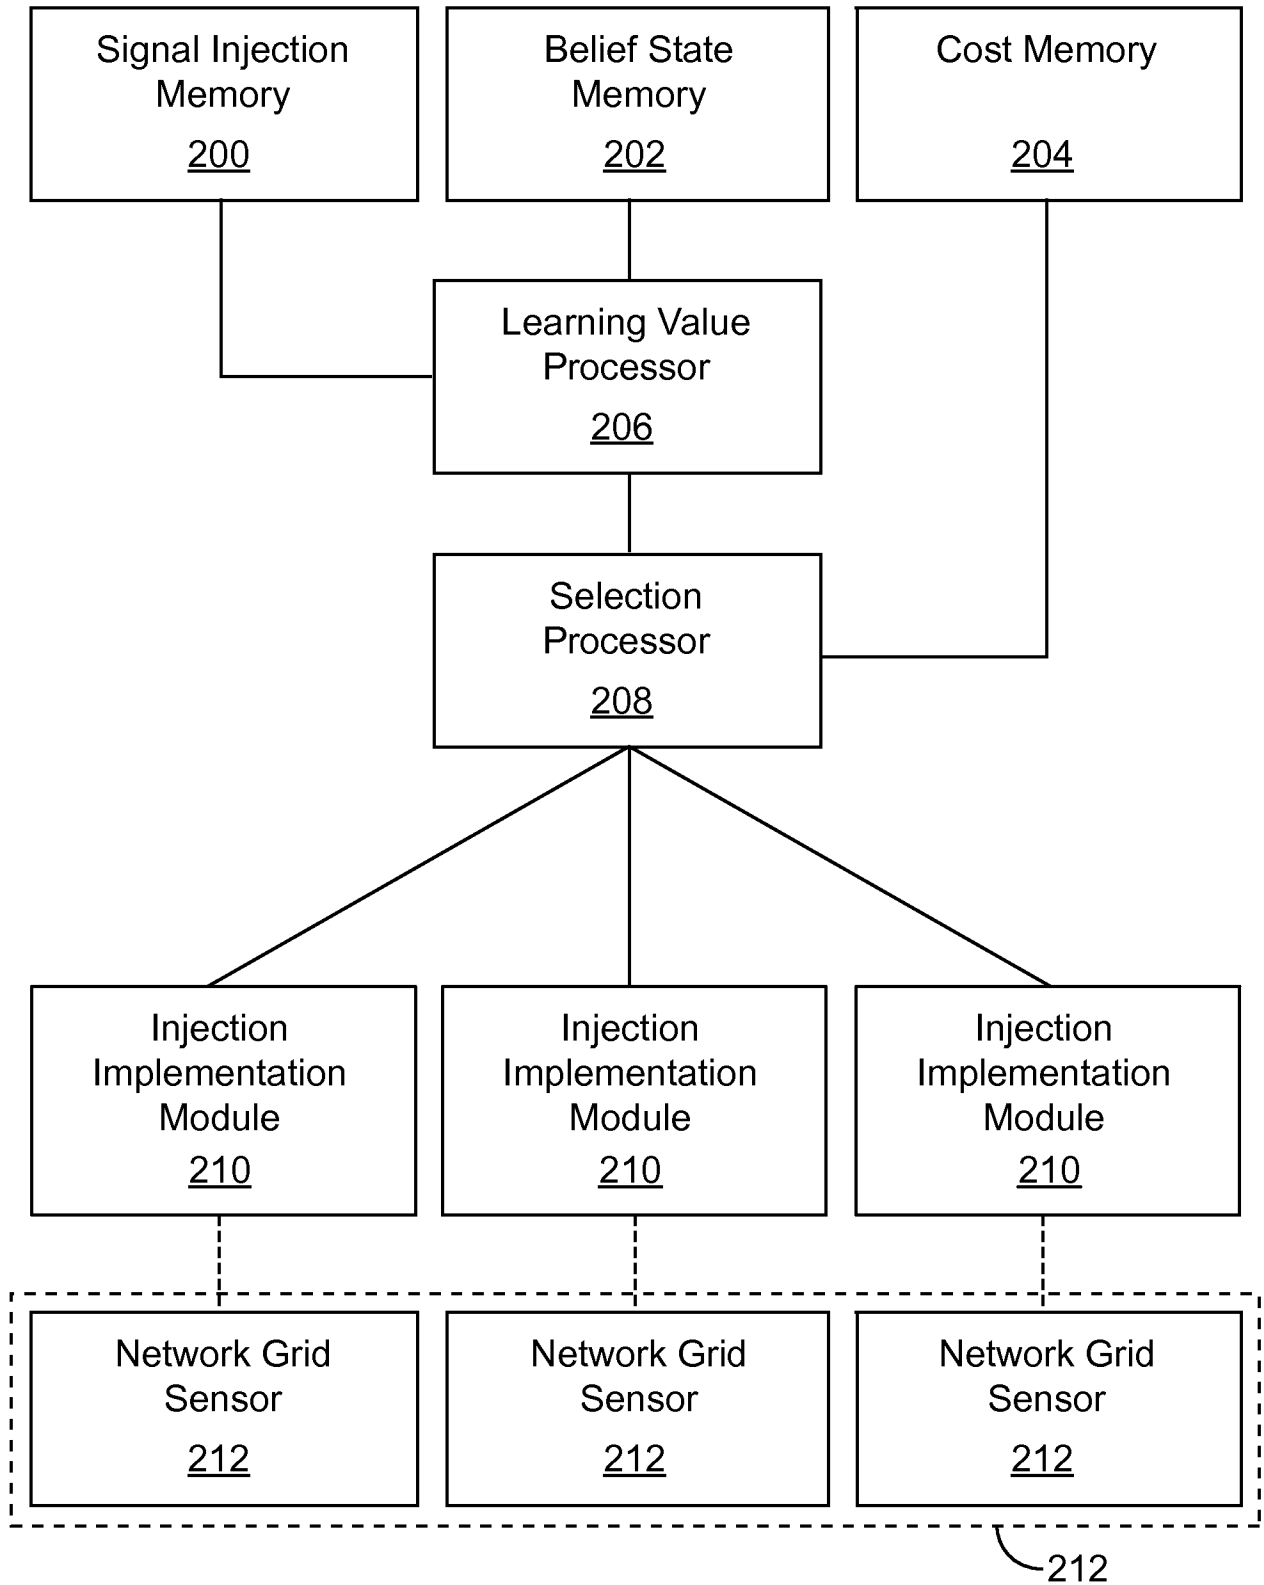 Signal Injection
Memory
200
Belief State
Memory
202
Cost Memory
204
Learning Value
Processor
206
Selection
Processor
208
Injection
Implementation
Module
210
Injection
Implementation
Module
210
Injection
Implementation
Module
210
Network Grid
Sensor
212
Network Grid
Sensor
212
Network Grid
Sensor
212
212